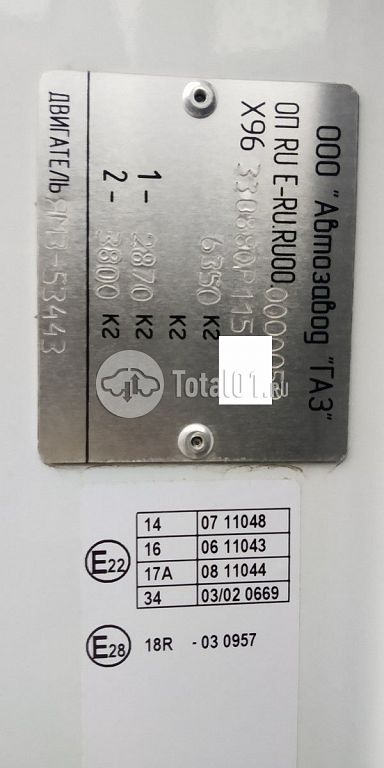 ООО "Автозавод "ГАЗ"
ОП RU E-RU.RU00.00000
X96
6350 кг
кг
1- 2870 кг
2- 3800 кг
ДВИГАТЕЛЬ ЯМЗ-53443
Total01.RU
E22
14 07 11048
16 06 11043
17A 08 11044
34 03/02 0669
E28 18R - 03 0957